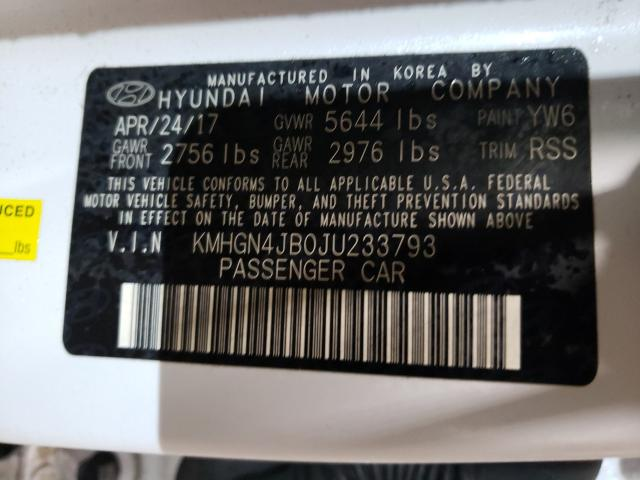 MANUFACTURED IN KOREA BY
HYUNDAI MOTOR COMPANY
APR/24/17 GVWR 5644 lbs PAINT YW6
GAWR FRONT 2756 lbs GAWR REAR 2976 lbs TRIM RSS
THIS VEHICLE CONFORMS TO ALL APPLICABLE U.S.A. FEDERAL
MOTOR VEHICLE SAFETY, BUMPER, AND THEFT PREVENTION STANDARDS
IN EFFECT ON THE DATE OF MANUFACTURE SHOWN ABOVE.
V.I.N KMHGN4JB0JU233793
PASSENGER CAR
UCED
lbs